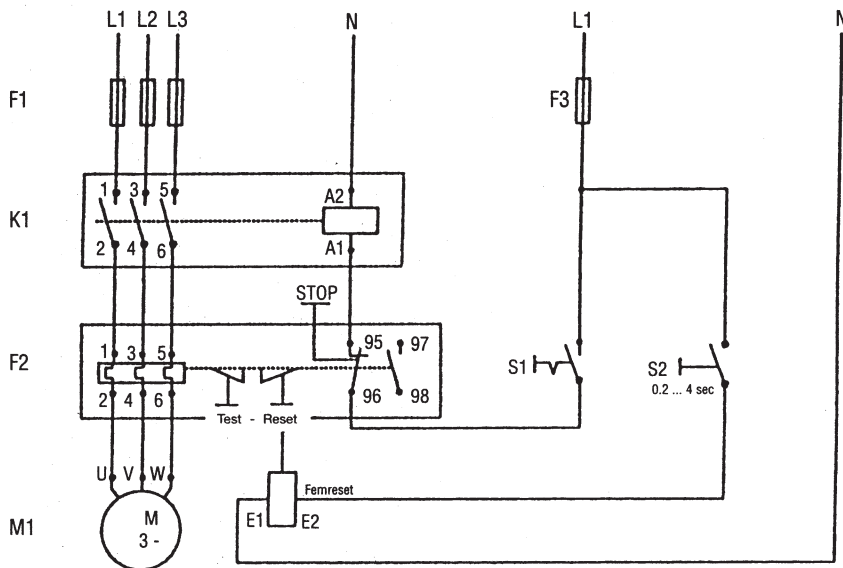 L1 L2 L3 N L1 N
F1 F3
1 3 5 A2
K1
2 4 6 A1
STOP
1 3 5 95 97
F2 S1 S2
2 4 6 96 98 0.2 ... 4 sec
Test - Reset
U V W Femreset
E1 E2
M1 M
3 -